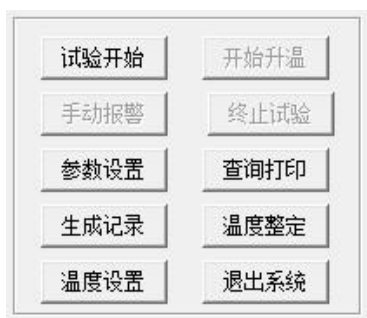 试验开始 开始升温
手动报警 终止试验
参数设置 查询打印
生成记录 温度整定
温度设置 退出系统